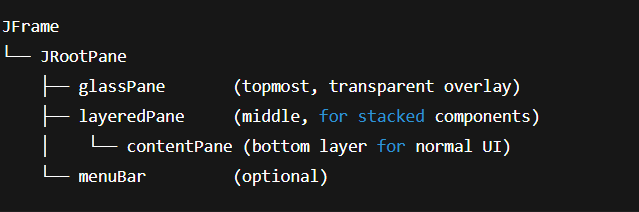 JFrame
└── JRootPane
    ├── glassPane       (topmost, transparent overlay)
    ├── layeredPane     (middle, for stacked components)
    │    └── contentPane (bottom layer for normal UI)
    └── menuBar         (optional)